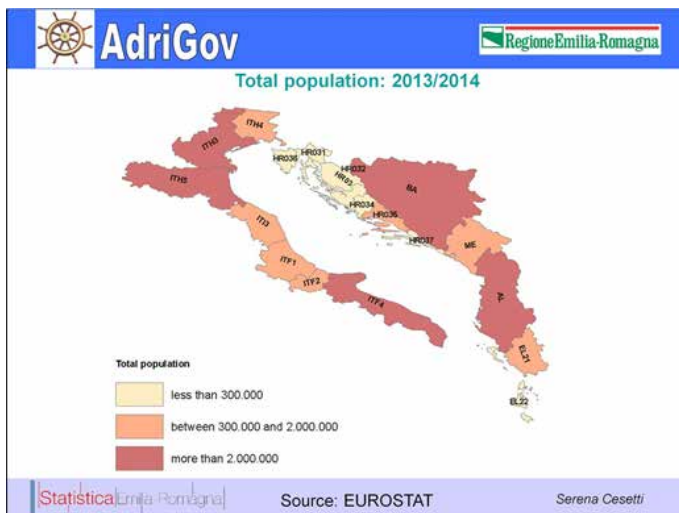 AdriGov
RegioneEmilia-Romagna
Total population: 2013/2014
ITH4
ITH3
ITH5
HR036
HR031
HR032
HR03
HR034
HR035
HR037
BA
ITI3
ITF1
ITF2
ITF4
ME
AL
EL21
EL22
Total population
less than 300.000
between 300.000 and 2.000.000
more than 2.000.000
Statistica Emilia-Romagna
Source: EUROSTAT
Serena Cesetti